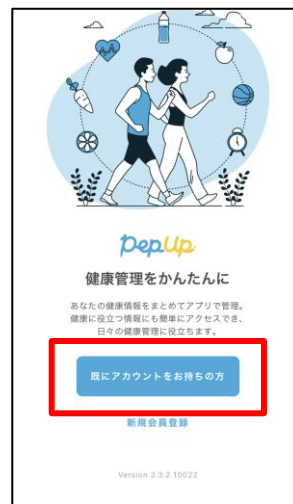 PepUp
健康管理をかんたんに
あなたの健康情報をまとめてアプリで管理。
健康に役立つ情報にも簡単にアクセスでき、
日々の健康管理に役立ちます。
既にアカウントをお持ちの方
新規会員登録
Version 3.3.2 10022